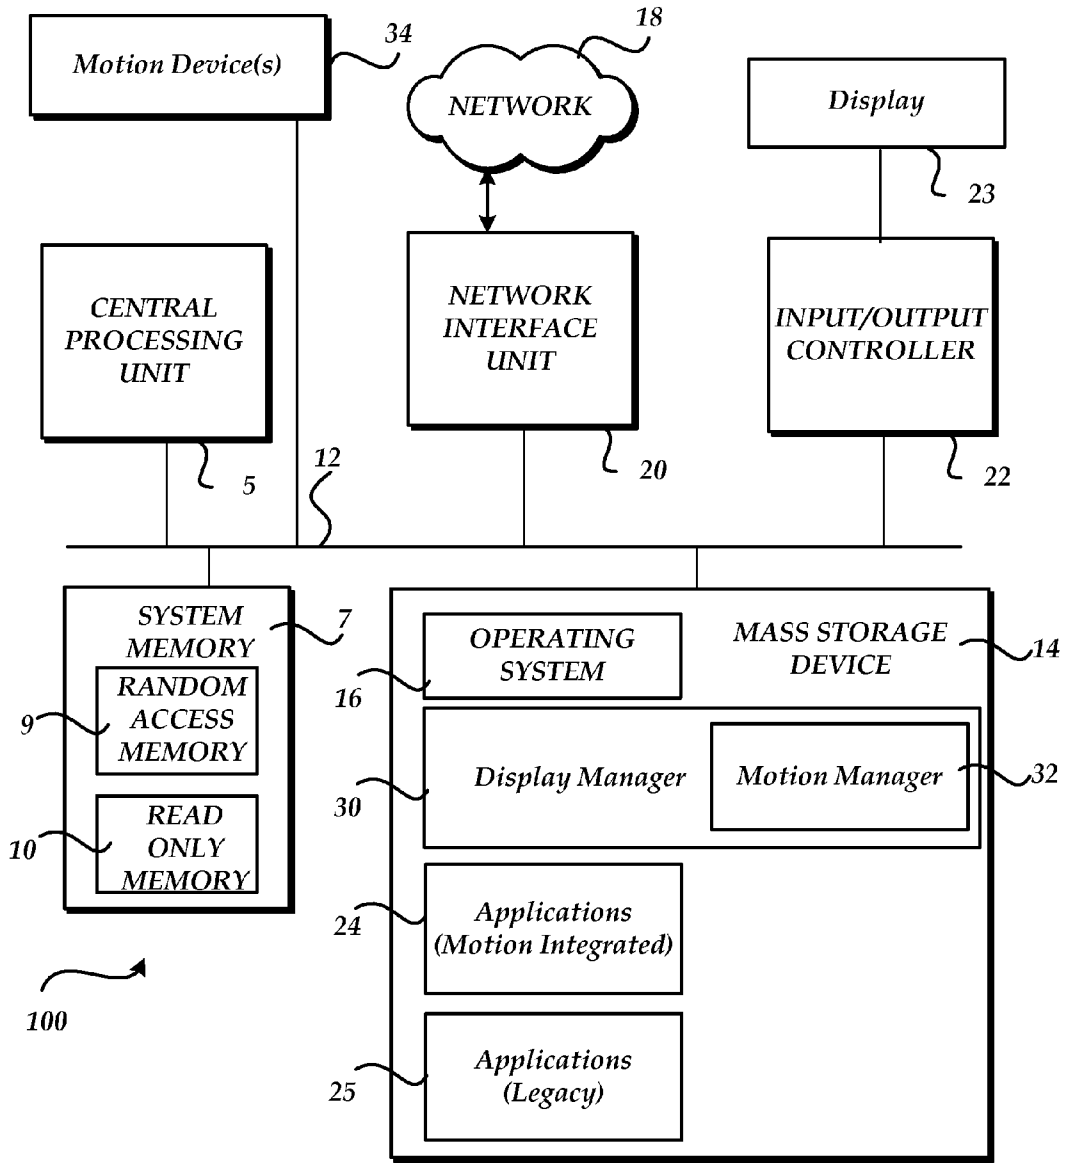 34
Motion Device(s)
18
NETWORK
Display
23
CENTRAL
PROCESSING
UNIT
5
NETWORK
INTERFACE
UNIT
20
INPUT/OUTPUT
CONTROLLER
22
12
SYSTEM
MEMORY
7
RANDOM
ACCESS
MEMORY
9
READ
ONLY
MEMORY
10
100
OPERATING
SYSTEM
16
MASS STORAGE
DEVICE
14
Display Manager
30
Motion Manager
32
Applications
(Motion Integrated)
24
Applications
(Legacy)
25